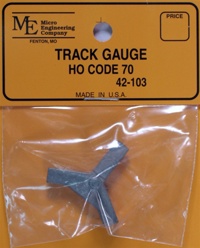 ME
Micro
Engineering
Company
FENTON, MO
PRICE
TRACK GAUGE
HO CODE 70
42-103
MADE IN U.S.A.